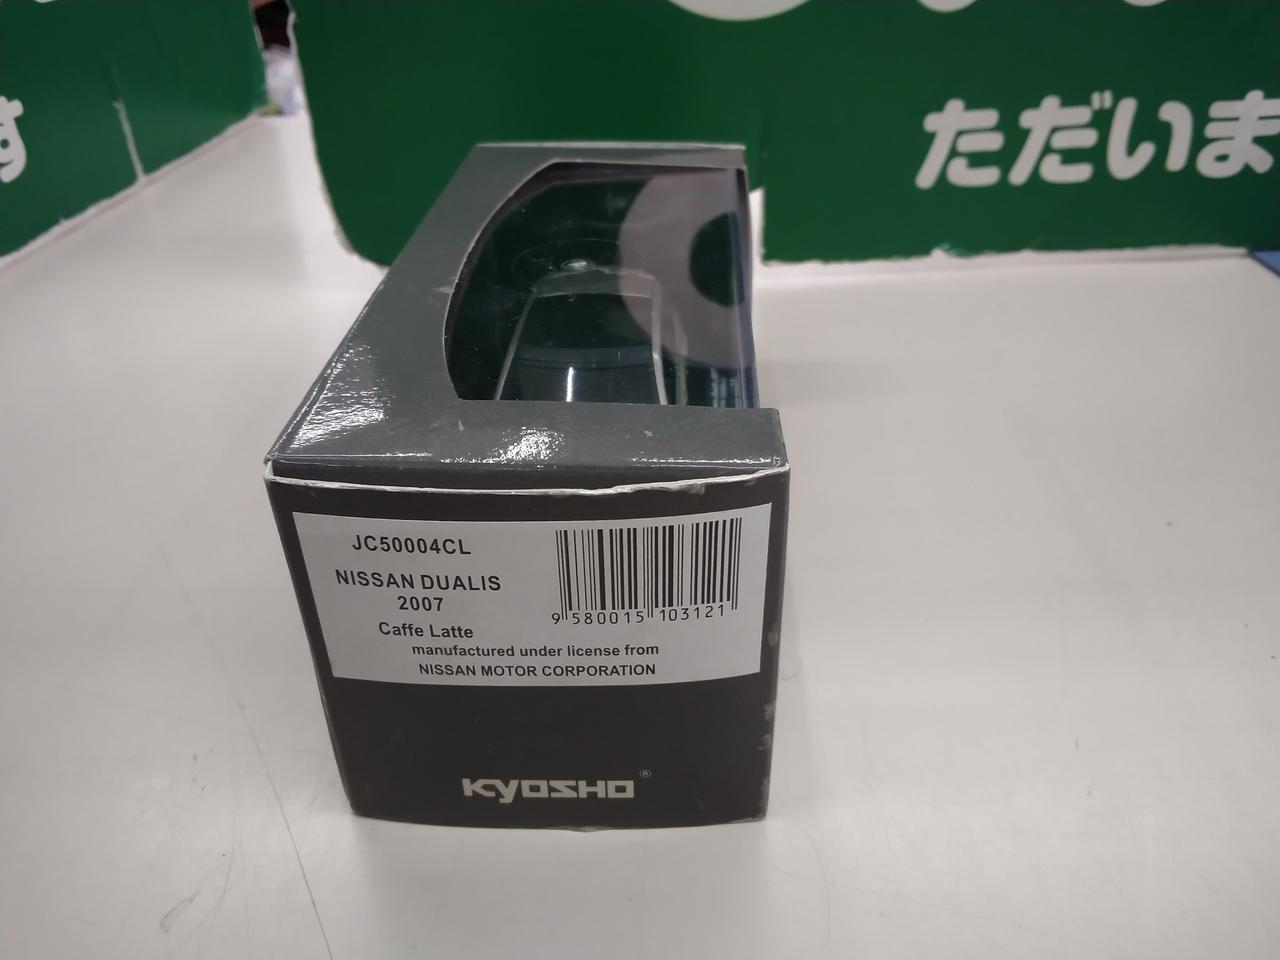 す
ただいま
JC50004CL
NISSAN DUALIS
2007
Caffe Latte
manufactured under license from
NISSAN MOTOR CORPORATION
9 580015 103121
KYOSHO®